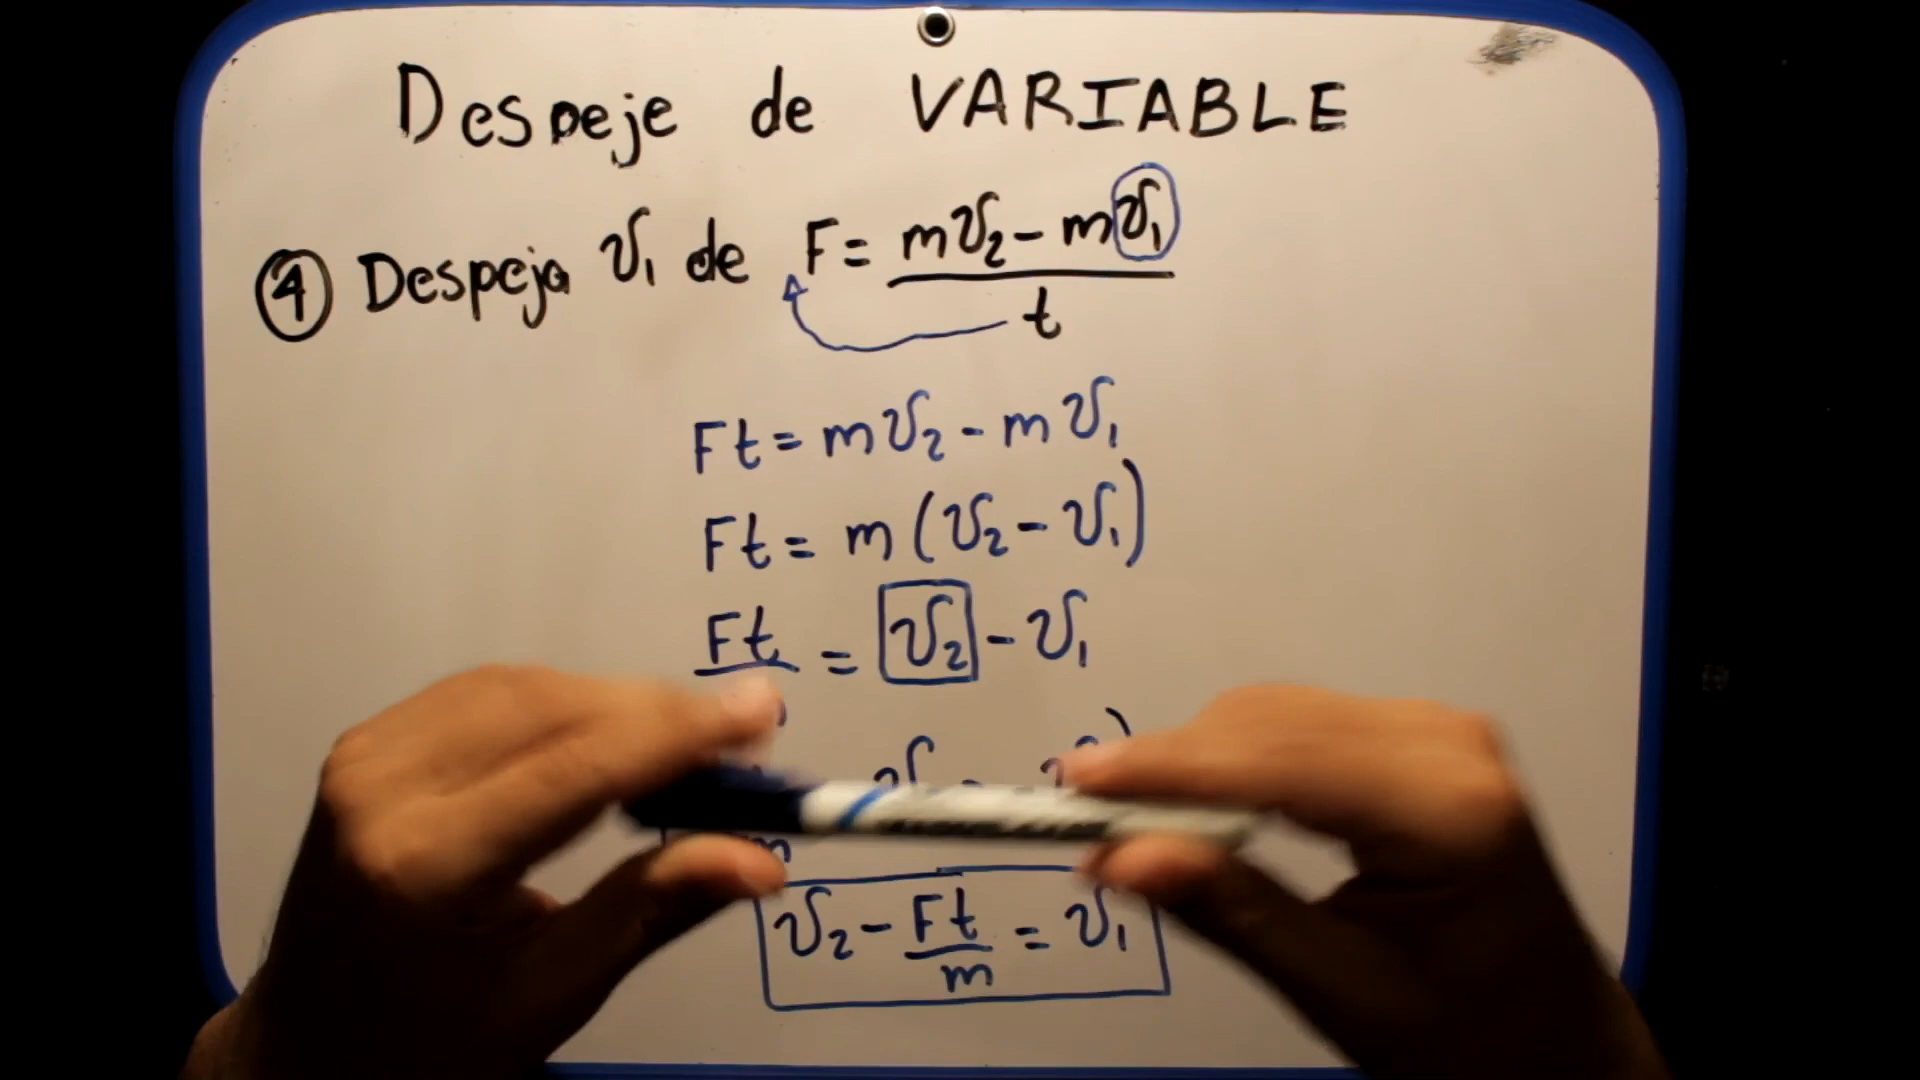 Despeje de VARIABLE
④ Despeja v₁ de F = (mv₂ - mv₁) / t
Ft = mv₂ - mv₁
Ft = m(v₂ - v₁)
Ft = v₂ - v₁
m
v₂ - Ft/m = v₁